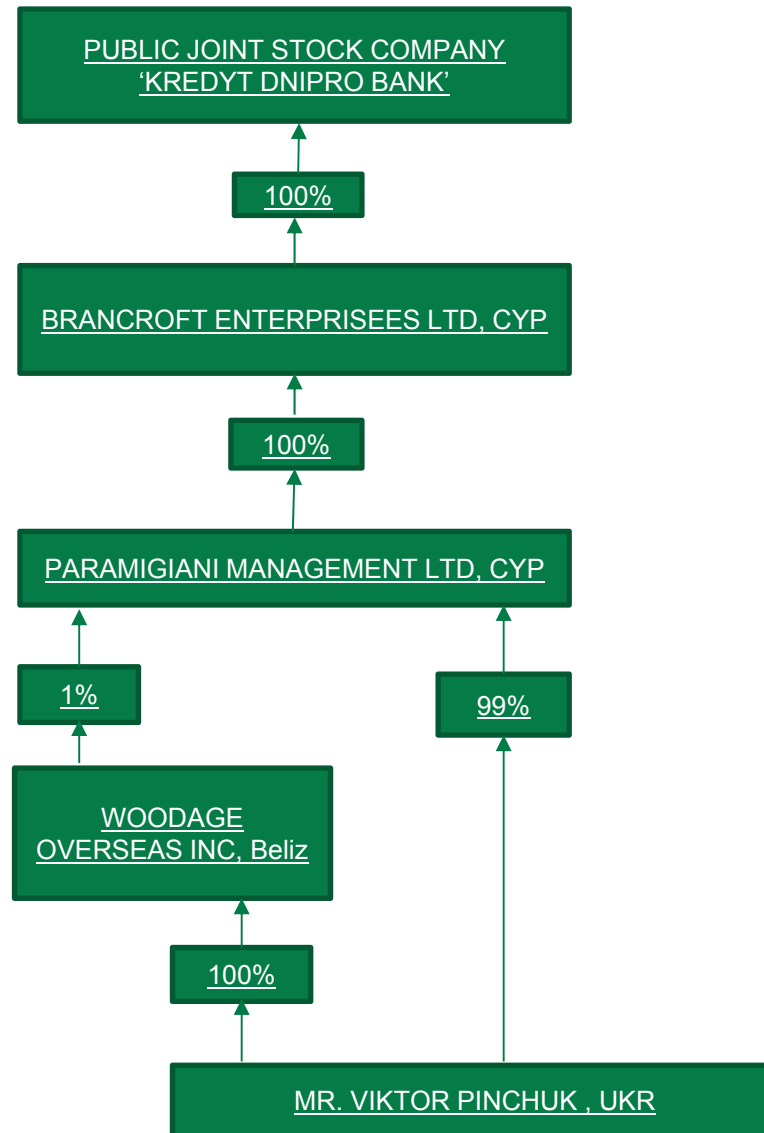 PUBLIC JOINT STOCK COMPANY
‘KREDYT DNIPRO BANK’
100%
BRANCROFT ENTERPRISEES LTD, CYP
100%
PARAMIGIANI MANAGEMENT LTD, CYP
1%
99%
WOODAGE
OVERSEAS INC, Beliz
100%
MR. VIKTOR PINCHUK , UKR